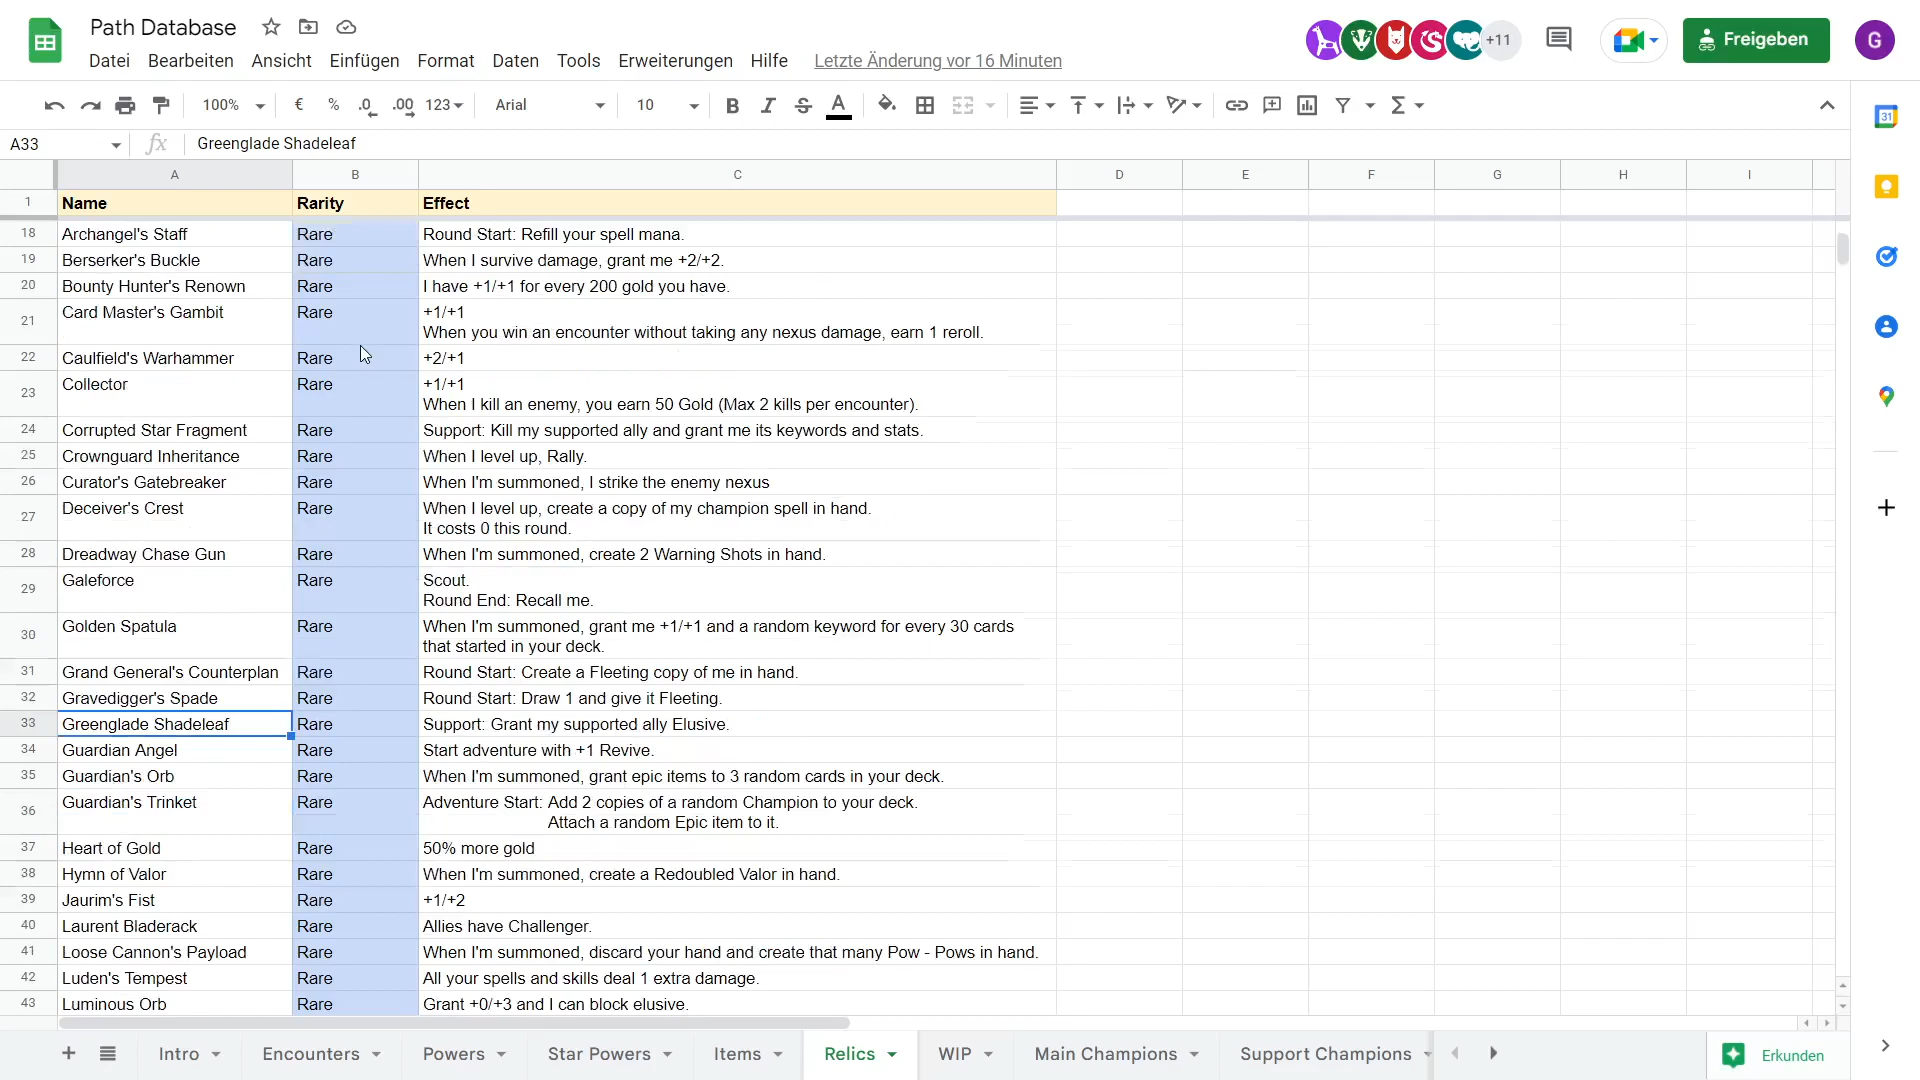 Path Database
Datei Bearbeiten Ansicht Einfügen Format Daten Tools Erweiterungen Hilfe Letzte Änderung vor 16 Minuten
+11
Freigeben
G
100% € % .0 .00 123 Arial 10 B I S A
31
A33 fx Greenglade Shadeleaf
A B C D E F G H I
1 Name Rarity Effect
18 Archangel's Staff Rare Round Start: Refill your spell mana.
19 Berserker's Buckle Rare When I survive damage, grant me +2/+2.
20 Bounty Hunter's Renown Rare I have +1/+1 for every 200 gold you have.
21 Card Master's Gambit Rare +1/+1
When you win an encounter without taking any nexus damage, earn 1 reroll.
22 Caulfield's Warhammer Rare +2/+1
23 Collector Rare +1/+1
When I kill an enemy, you earn 50 Gold (Max 2 kills per encounter).
24 Corrupted Star Fragment Rare Support: Kill my supported ally and grant me its keywords and stats.
25 Crownguard Inheritance Rare When I level up, Rally.
26 Curator's Gatebreaker Rare When I'm summoned, I strike the enemy nexus
27 Deceiver's Crest Rare When I level up, create a copy of my champion spell in hand.
It costs 0 this round.
28 Dreadway Chase Gun Rare When I'm summoned, create 2 Warning Shots in hand.
29 Galeforce Rare Scout.
Round End: Recall me.
30 Golden Spatula Rare When I'm summoned, grant me +1/+1 and a random keyword for every 30 cards
that started in your deck.
31 Grand General's Counterplan Rare Round Start: Create a Fleeting copy of me in hand.
32 Gravedigger's Spade Rare Round Start: Draw 1 and give it Fleeting.
33 Greenglade Shadeleaf Rare Support: Grant my supported ally Elusive.
34 Guardian Angel Rare Start adventure with +1 Revive.
35 Guardian's Orb Rare When I'm summoned, grant epic items to 3 random cards in your deck.
36 Guardian's Trinket Rare Adventure Start: Add 2 copies of a random Champion to your deck.
Attach a random Epic item to it.
37 Heart of Gold Rare 50% more gold
38 Hymn of Valor Rare When I'm summoned, create a Redoubled Valor in hand.
39 Jaurim's Fist Rare +1/+2
40 Laurent Bladerack Rare Allies have Challenger.
41 Loose Cannon's Payload Rare When I'm summoned, discard your hand and create that many Pow - Pows in hand.
42 Luden's Tempest Rare All your spells and skills deal 1 extra damage.
43 Luminous Orb Rare Grant +0/+3 and I can block elusive.
Intro Encounters Powers Star Powers Items Relics WIP Main Champions Support Champions Erkunden